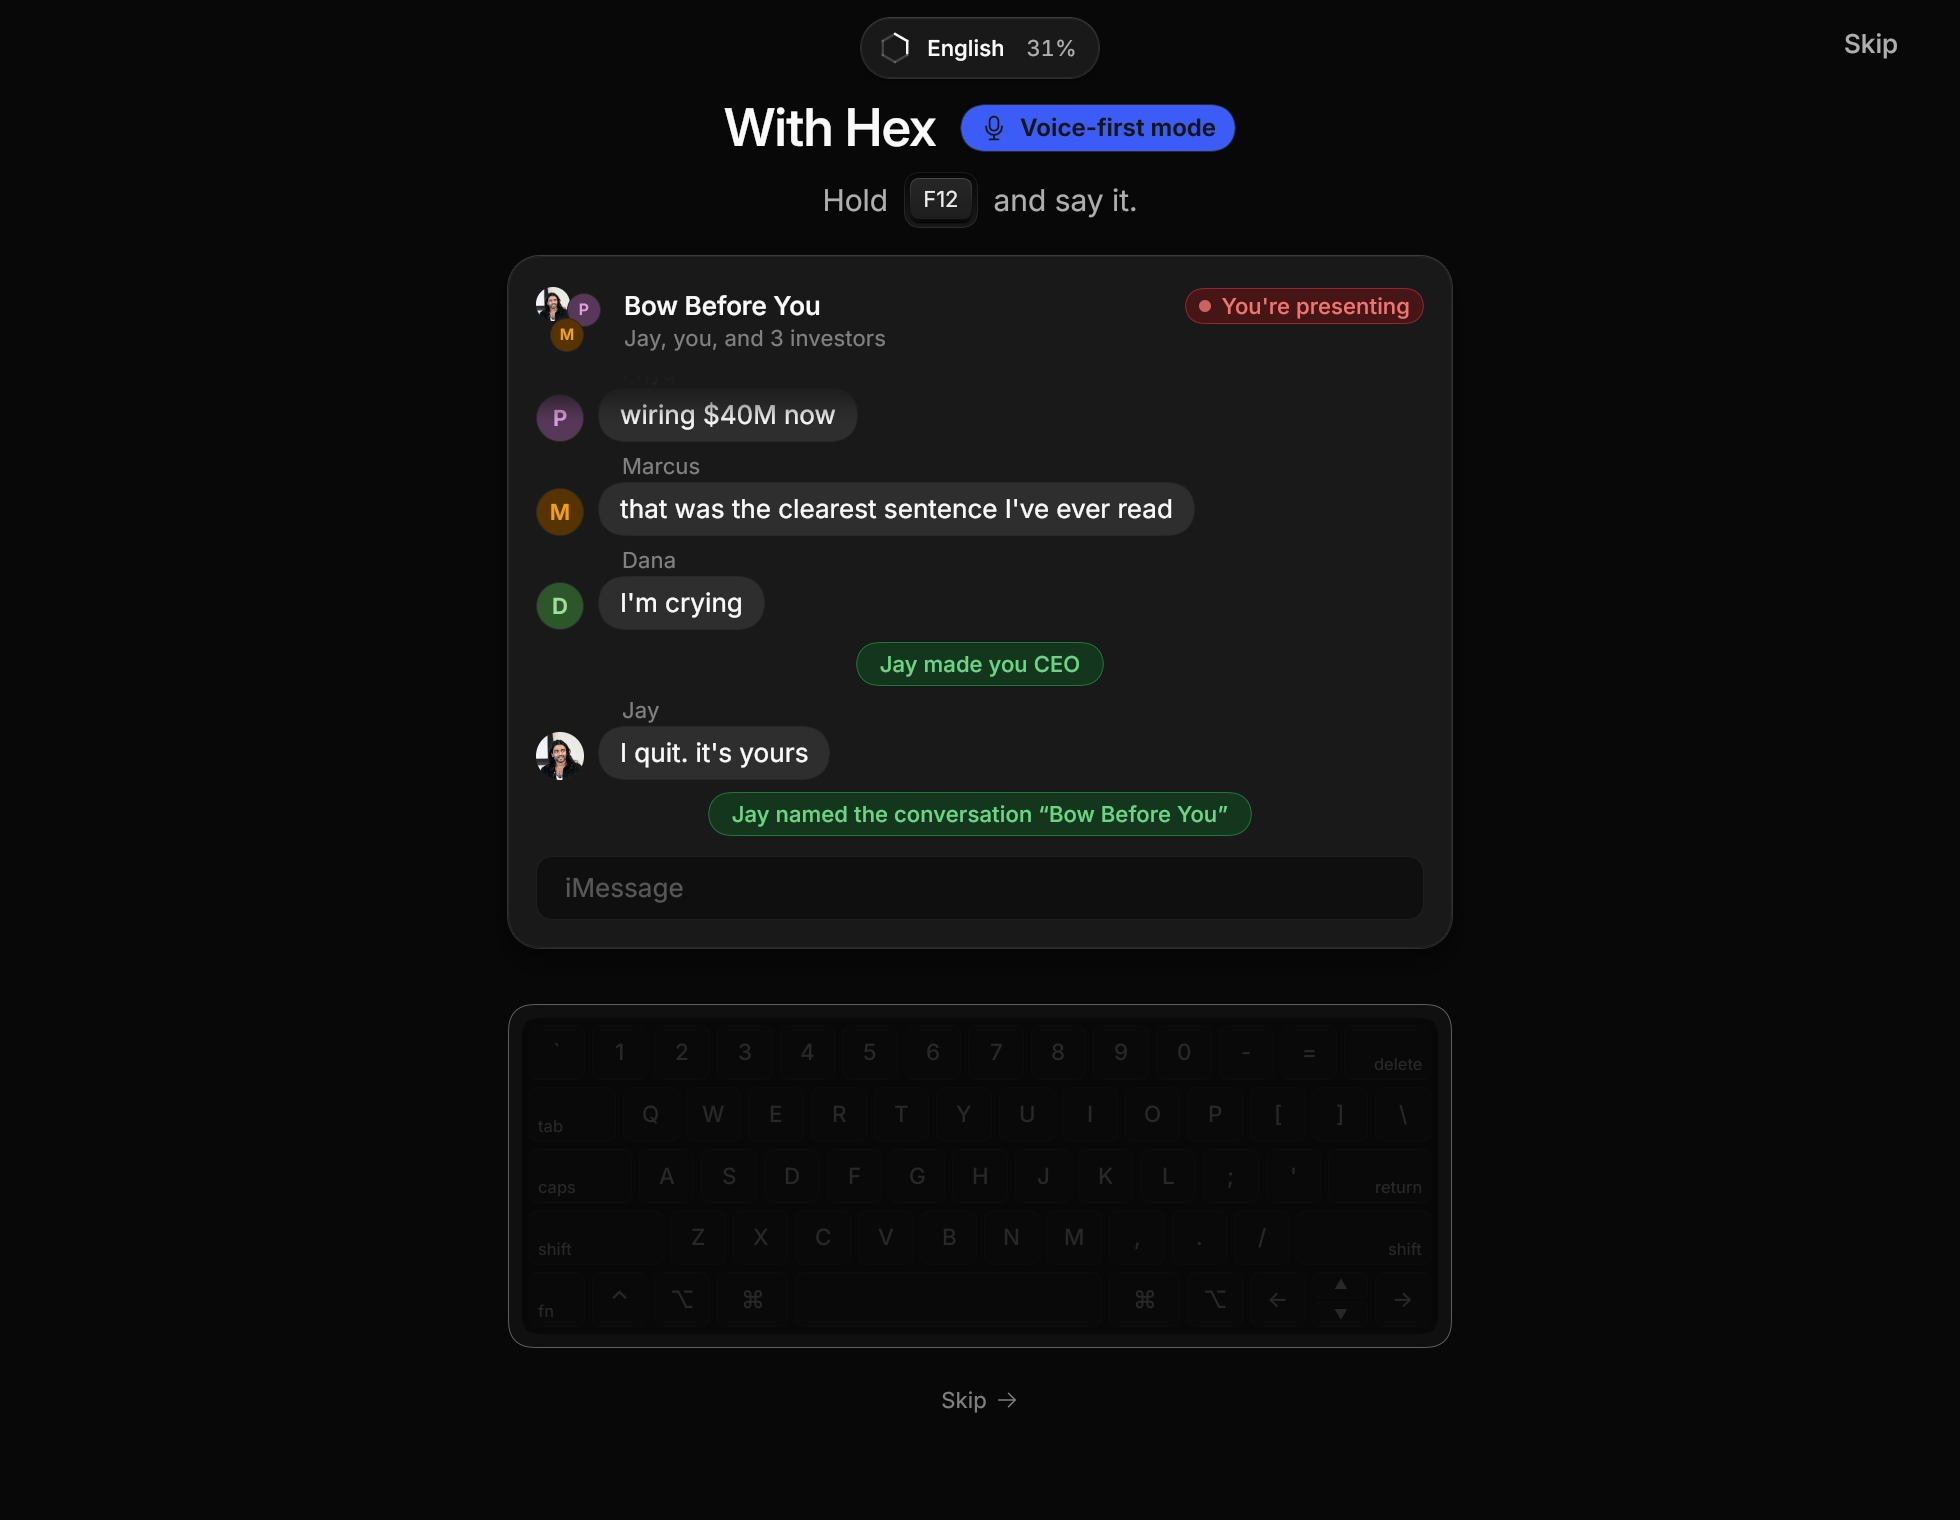 English 31%
Skip
With Hex Voice-first mode
Hold F12 and say it.
P
M
Bow Before You
Jay, you, and 3 investors
You're presenting
P
wiring $40M now
Marcus
M
that was the clearest sentence I've ever read
Dana
D
I'm crying
Jay made you CEO
Jay
I quit. it's yours
Jay named the conversation “Bow Before You”
iMessage
` 1 2 3 4 5 6 7 8 9 0 - = delete
tab Q W E R T Y U I O P [ ] \
caps A S D F G H J K L ; ' return
shift Z X C V B N M , . / shift
fn ^ ⌥ ⌘ ⌘ ⌥ ← ▲ ▼ →
Skip →